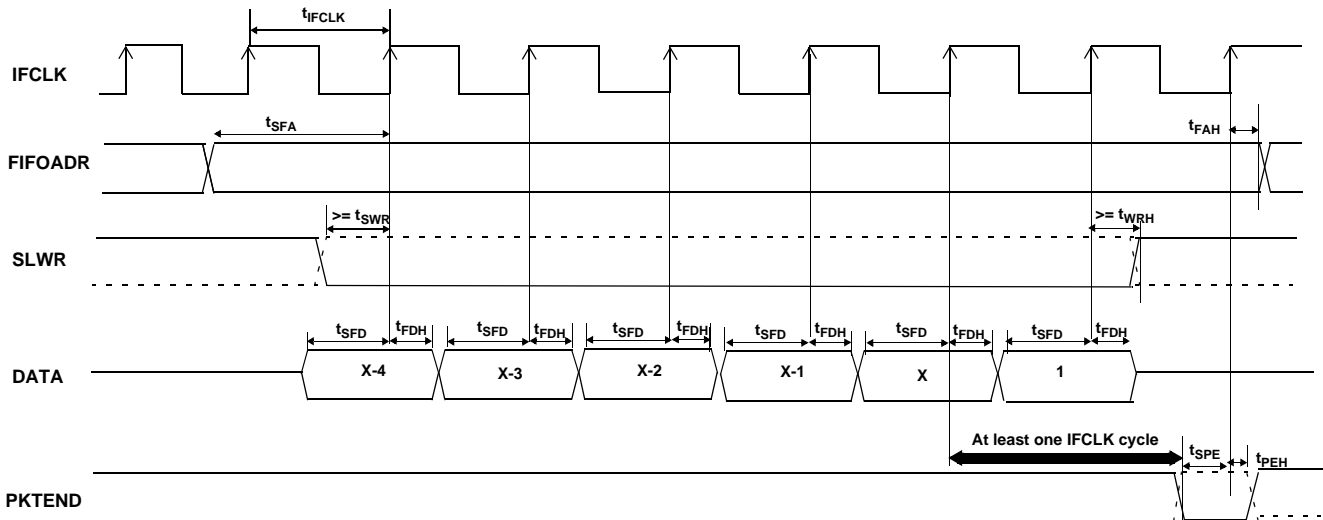 tIFCLK
IFCLK
tSFA
tFAH
FIFOADR
>= tSWR
>= tWRH
SLWR
tSFD tFDH tSFD tFDH tSFD tFDH tSFD tFDH tSFD tFDH tSFD tFDH
DATA X-4 X-3 X-2 X-1 X 1
At least one IFCLK cycle
tSPE
tPEH
PKTEND